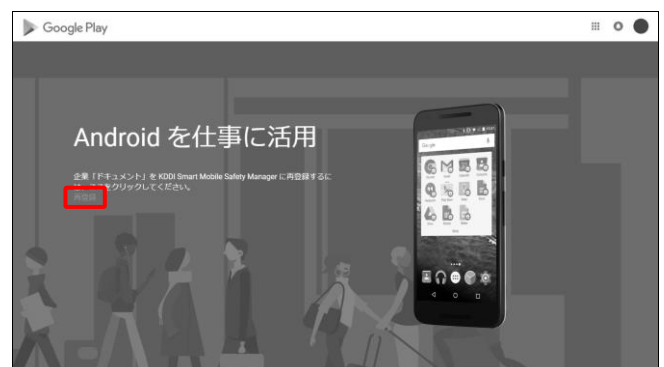 Google Play
Android を仕事に活用
企業「ドキュメント」を KDDI Smart Mobile Safety Manager に再登録するに
をクリックしてください。
再登録
Google